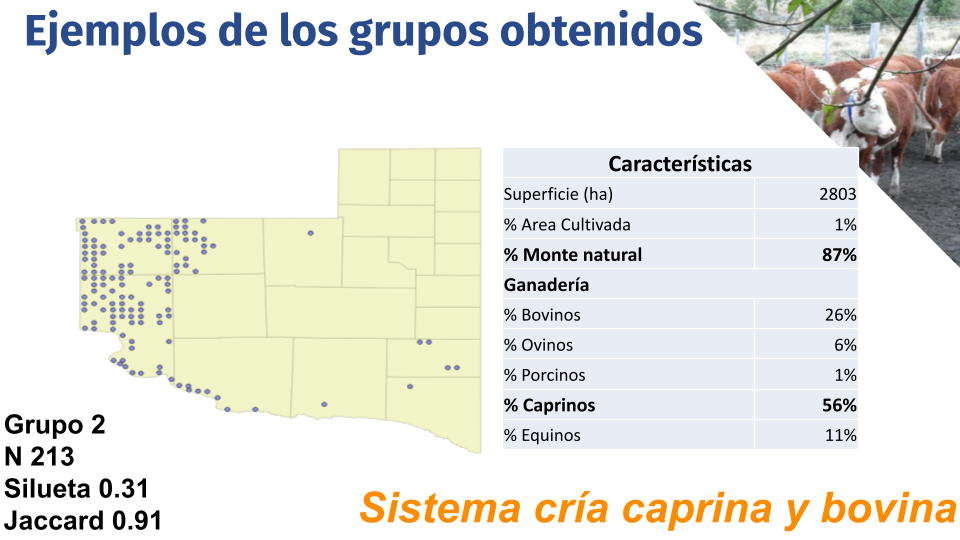 Ejemplos de los grupos obtenidos
Características
Superficie (ha) 2803
% Area Cultivada 1%
% Monte natural 87%
Ganadería
% Bovinos 26%
% Ovinos 6%
% Porcinos 1%
% Caprinos 56%
% Equinos 11%
Grupo 2
N 213
Silueta 0.31
Jaccard 0.91
Sistema cría caprina y bovina